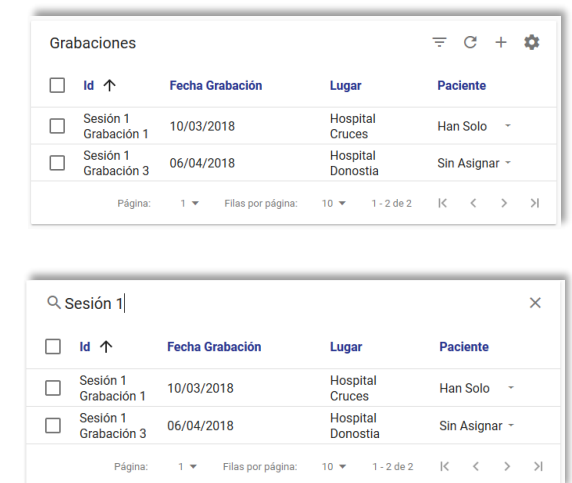 Grabaciones
Id Fecha Grabación Lugar Paciente
Sesión 1 Grabación 1 10/03/2018 Hospital Cruces Han Solo
Sesión 1 Grabación 3 06/04/2018 Hospital Donostia Sin Asignar
Página: 1 Filas por página: 10 1 - 2 de 2
Sesión 1
Id Fecha Grabación Lugar Paciente
Sesión 1 Grabación 1 10/03/2018 Hospital Cruces Han Solo
Sesión 1 Grabación 3 06/04/2018 Hospital Donostia Sin Asignar
Página: 1 Filas por página: 10 1 - 2 de 2